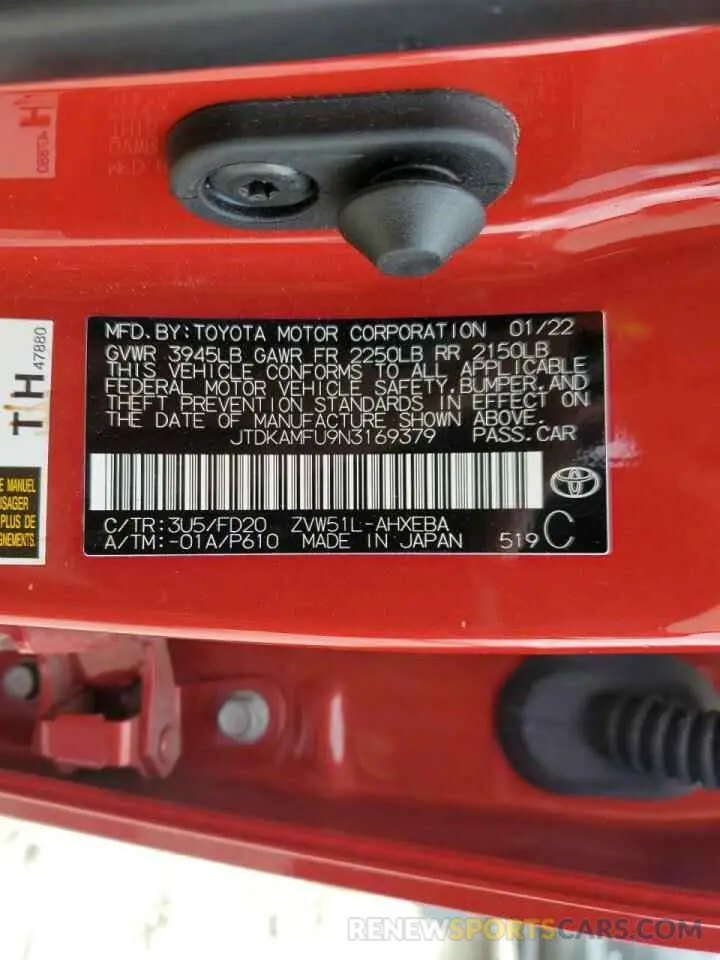 MFD.BY:TOYOTA MOTOR CORPORATION 01/22
GVWR 3945LB GAWR FR 2250LB RR 2150LB
THIS VEHICLE CONFORMS TO ALL APPLICABLE
FEDERAL MOTOR VEHICLE SAFETY,BUMPER,AND
THEFT PREVENTION STANDARDS IN EFFECT ON
THE DATE OF MANUFACTURE SHOWN ABOVE.
JTDKAMFU9N3169379 PASS.CAR
C/TR:3U5/FD20 ZVW51L-AHXEBA
A/TM:-01A/P610 MADE IN JAPAN 519 C
TH 47880
E MANUEL
PLUS DE
RENEWSUSEDCARS.COM